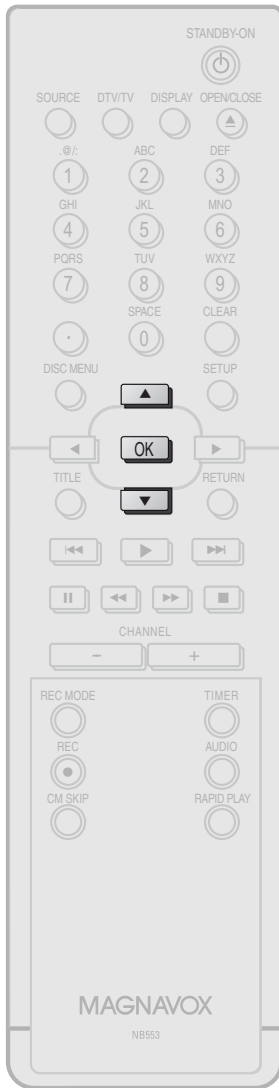 STANDBY-ON
SOURCE DTV/TV DISPLAY OPEN/CLOSE
.@/: ABC DEF
1 2 3
GHI JKL MNO
4 5 6
PQRS TUV WXYZ
7 8 9
SPACE CLEAR
. 0
DISC MENU SETUP
OK
TITLE RETURN
CHANNEL
− +
REC MODE TIMER
REC AUDIO
CM SKIP RAPID PLAY
MAGNAVOX
NB553